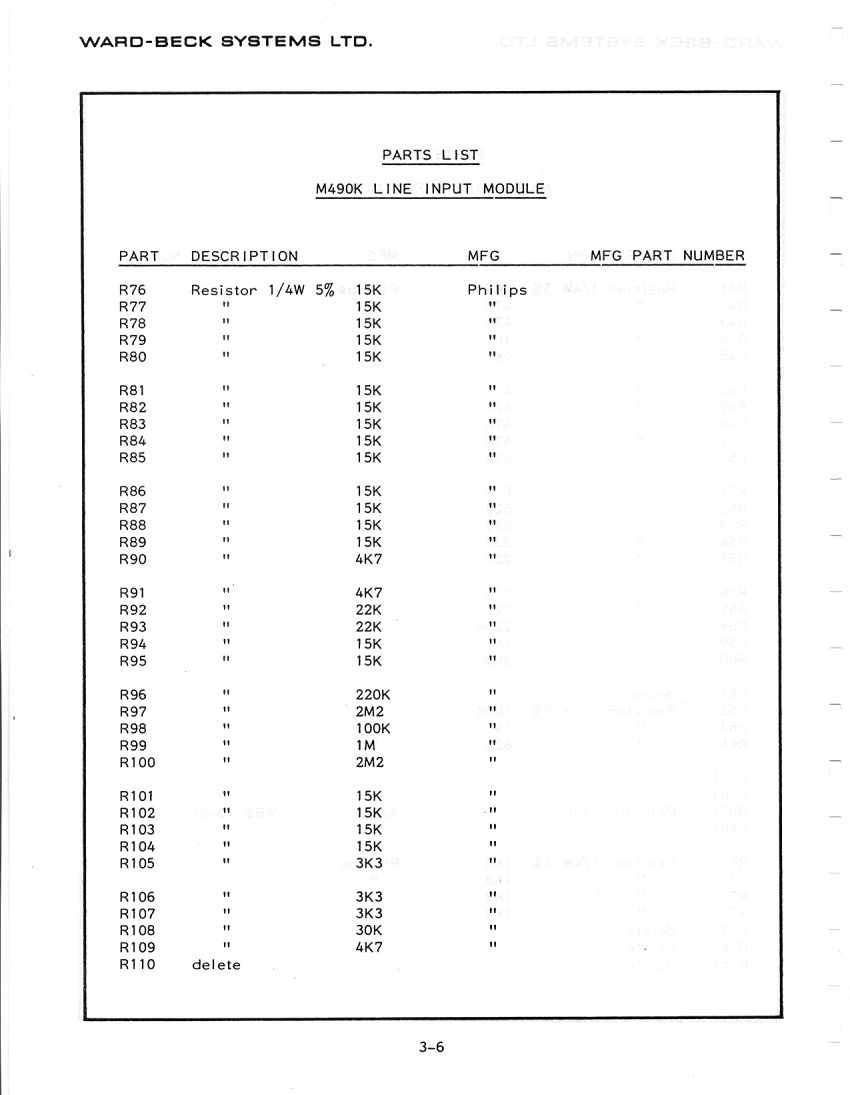 WARD-BECK SYSTEMS LTD.
PARTS LIST
M490K LINE INPUT MODULE
PART DESCRIPTION MFG MFG PART NUMBER
R76 Resistor 1/4W 5% 15K Philips
R77 " 15K "
R78 " 15K "
R79 " 15K "
R80 " 15K "
R81 " 15K "
R82 " 15K "
R83 " 15K "
R84 " 15K "
R85 " 15K "
R86 " 15K "
R87 " 15K "
R88 " 15K "
R89 " 15K "
R90 " 4K7 "
R91 " 4K7 "
R92 " 22K "
R93 " 22K "
R94 " 15K "
R95 " 15K "
R96 " 220K "
R97 " 2M2 "
R98 " 100K "
R99 " 1M "
R100 " 2M2 "
R101 " 15K "
R102 " 15K "
R103 " 15K "
R104 " 15K "
R105 " 3K3 "
R106 " 3K3 "
R107 " 3K3 "
R108 " 30K "
R109 " 4K7 "
R110 delete
3-6